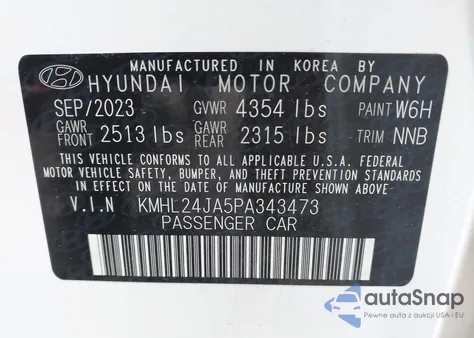 MANUFACTURED IN KOREA BY
HYUNDAI MOTOR COMPANY
SEP/2023 GVWR 4354 lbs PAINT W6H
GAWR FRONT 2513 lbs GAWR REAR 2315 lbs TRIM NNB
THIS VEHICLE CONFORMS TO ALL APPLICABLE U.S.A. FEDERAL
MOTOR VEHICLE SAFETY, BUMPER, AND THEFT PREVENTION
STANDARDS IN EFFECT ON THE DATE OF MANUFACTURE SHOWN ABOVE.
V.I.N KMHL24JA5PA343473
PASSENGER CAR
autoSnap
Pewne auta z aukcji USA i EU